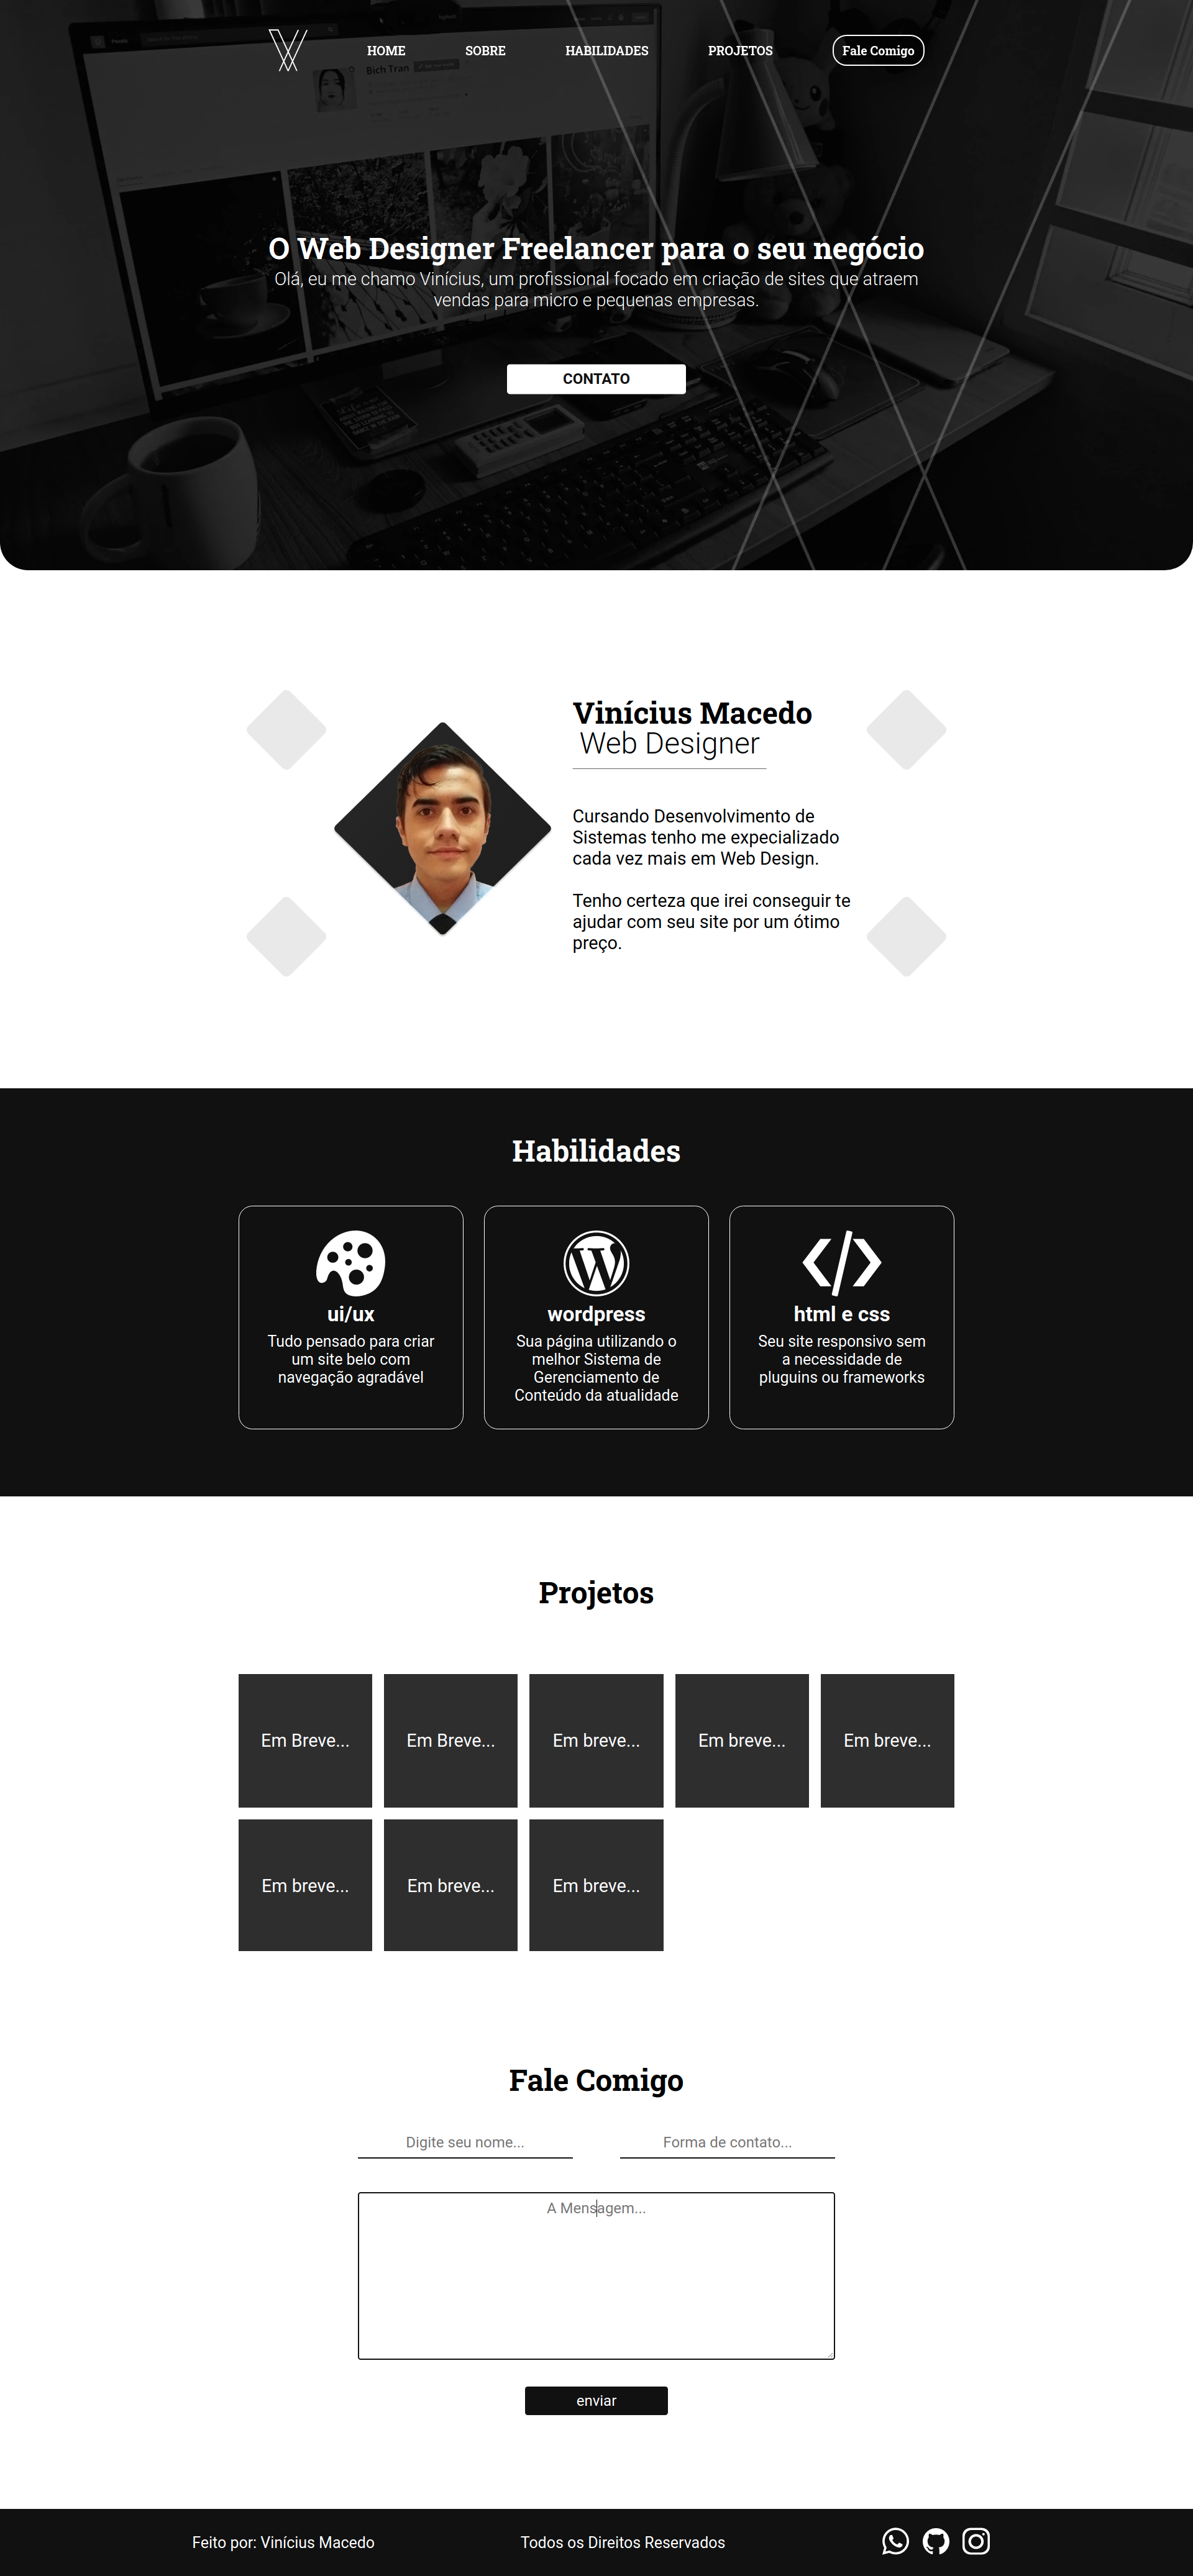 HOME SOBRE HABILIDADES PROJETOS Fale Comigo
Bich Tran
O Web Designer Freelancer para o seu negócio
Olá, eu me chamo Vinícius, um profissional focado em criação de sites que atraem
vendas para micro e pequenas empresas.
CONTATO
Vinícius Macedo
Web Designer
Cursando Desenvolvimento de
Sistemas tenho me expecializado
cada vez mais em Web Design.
Tenho certeza que irei conseguir te
ajudar com seu site por um ótimo
preço.
Habilidades
ui/ux
Tudo pensado para criar
um site belo com
navegação agradável
wordpress
Sua página utilizando o
melhor Sistema de
Gerenciamento de
Conteúdo da atualidade
html e css
Seu site responsivo sem
a necessidade de
pluguins ou frameworks
Projetos
Em Breve... Em Breve... Em breve... Em breve... Em breve...
Em breve... Em breve... Em breve...
Fale Comigo
Digite seu nome... Forma de contato...
A Mensagem...
enviar
Feito por: Vinícius Macedo Todos os Direitos Reservados